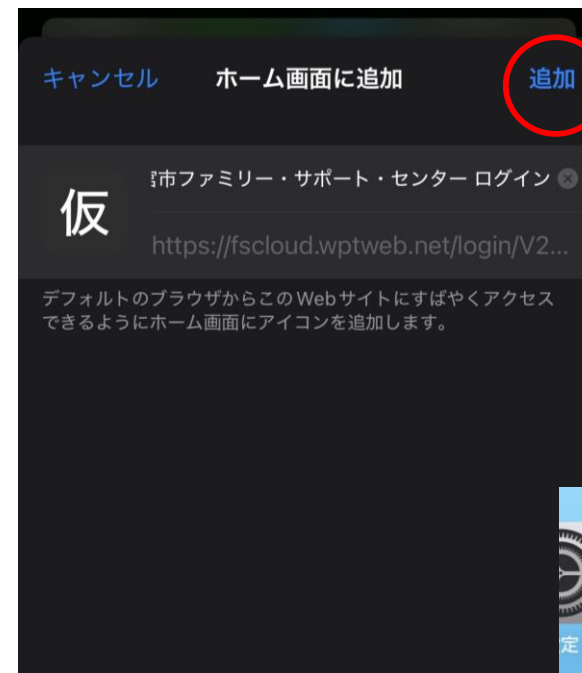 キャンセル ホーム画面に追加 追加
市ファミリー・サポート・センター ログイン
仮
https://fscloud.wptweb.net/login/V2...
デフォルトのブラウザからこのWebサイトにすばやくアクセス
できるようにホーム画面にアイコンを追加します。
定